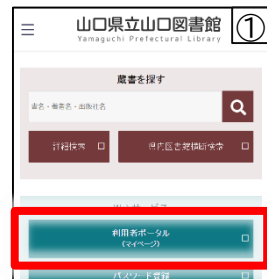 山口県立山口図書館
Yamaguchi Prefectural Library
①
蔵書を探す
書名・著者名・出版社名
詳細検索
県内図書館横断検索
利用者ポータル
(マイページ)
パスワード登録